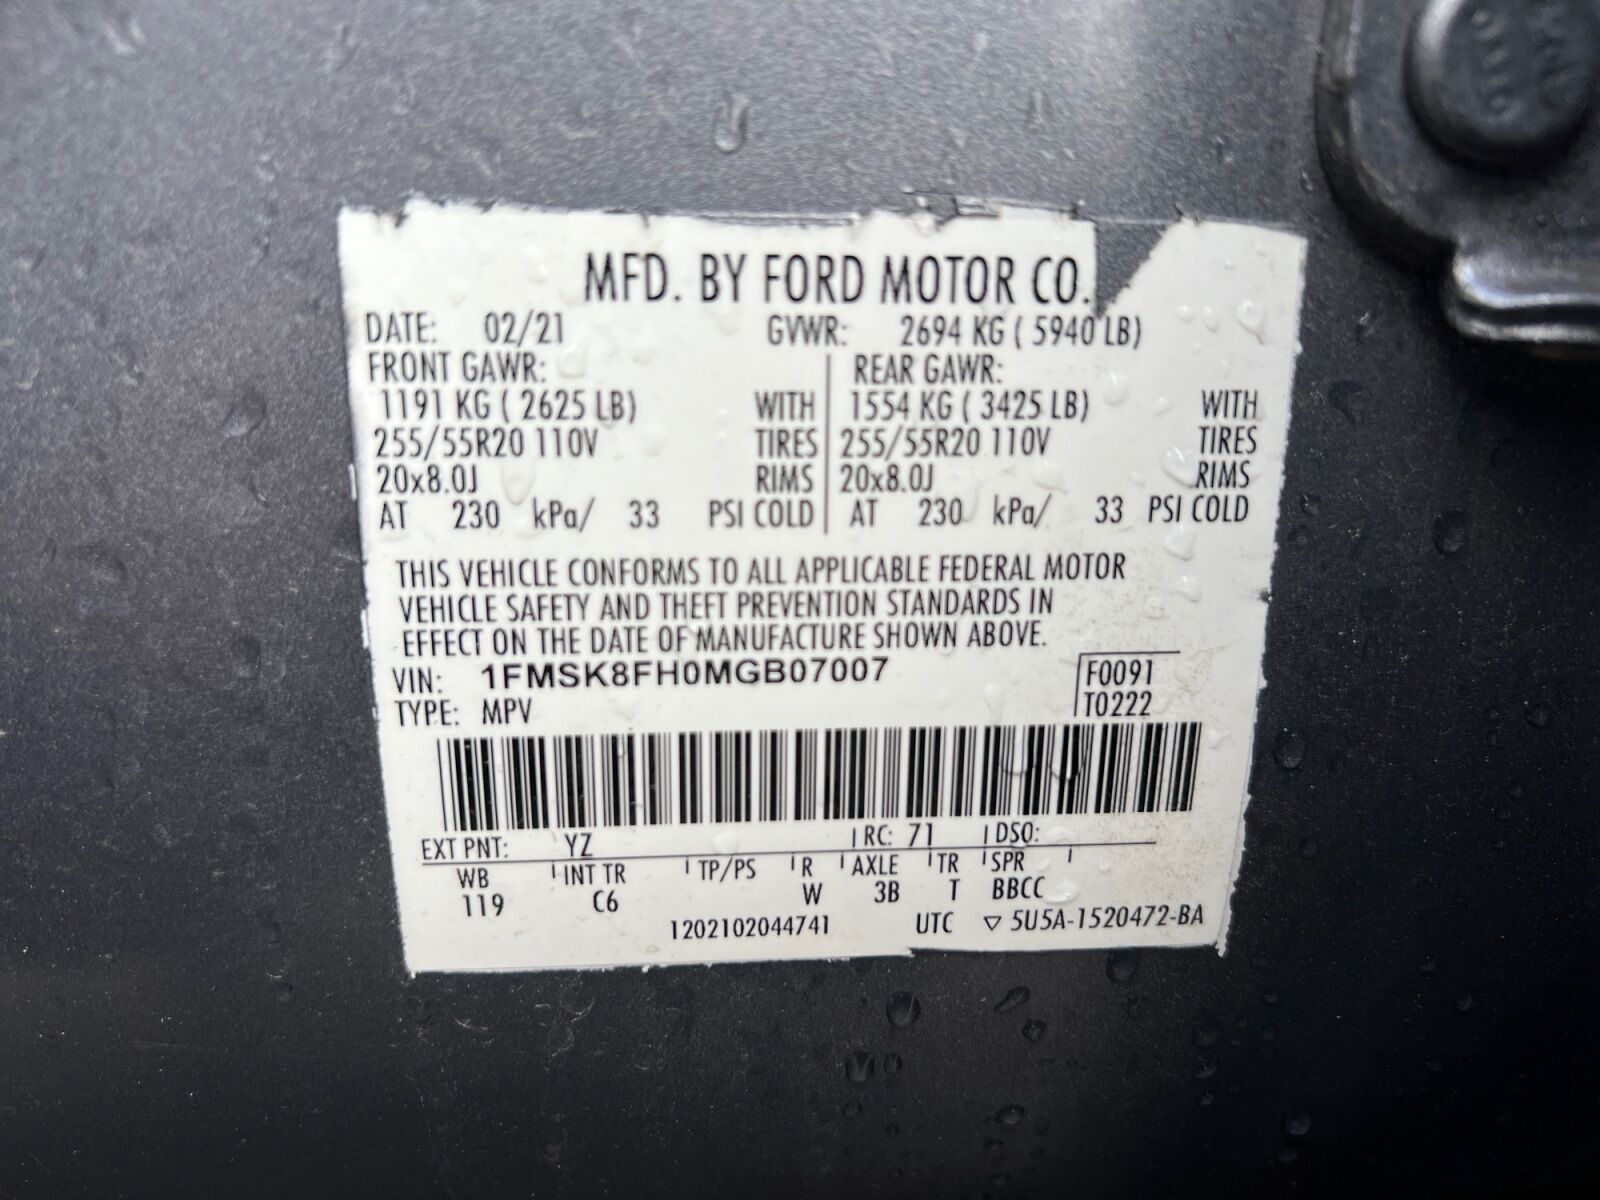 MFD. BY FORD MOTOR CO.
DATE: 02/21 GVWR: 2694 KG ( 5940 LB)
FRONT GAWR: REAR GAWR:
1191 KG ( 2625 LB) WITH 1554 KG ( 3425 LB) WITH
255/55R20 110V TIRES 255/55R20 110V TIRES
20x8.0J RIMS 20x8.0J RIMS
AT 230 kPa/ 33 PSI COLD AT 230 kPa/ 33 PSI COLD
THIS VEHICLE CONFORMS TO ALL APPLICABLE FEDERAL MOTOR
VEHICLE SAFETY AND THEFT PREVENTION STANDARDS IN
EFFECT ON THE DATE OF MANUFACTURE SHOWN ABOVE.
VIN: 1FMSK8FH0MGB07007 F0091
TYPE: MPV T0222
EXT PNT: YZ RC: 71 DSO:
WB INT TR TP/PS R AXLE TR SPR
119 C6 W 3B T BBCC
1202102044741 UTC ▽ 5U5A-1520472-BA